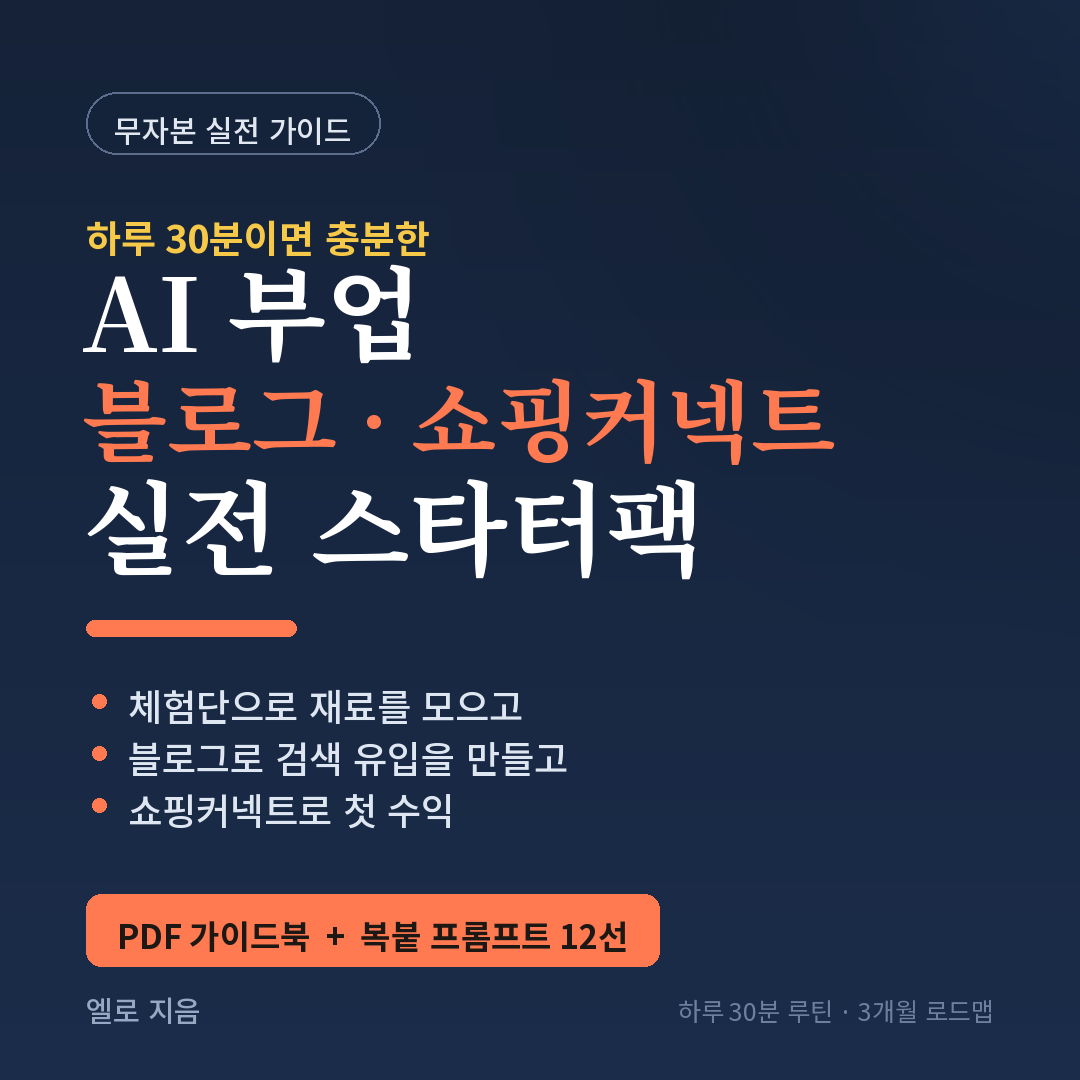 무자본 실전 가이드
하루 30분이면 충분한
AI 부업
블로그 · 쇼핑커넥트
실전 스타터팩
체험단으로 재료를 모으고
블로그로 검색 유입을 만들고
쇼핑커넥트로 첫 수익
PDF 가이드북 + 복붙 프롬프트 12선
엘로 지음
하루 30분 루틴 · 3개월 로드맵